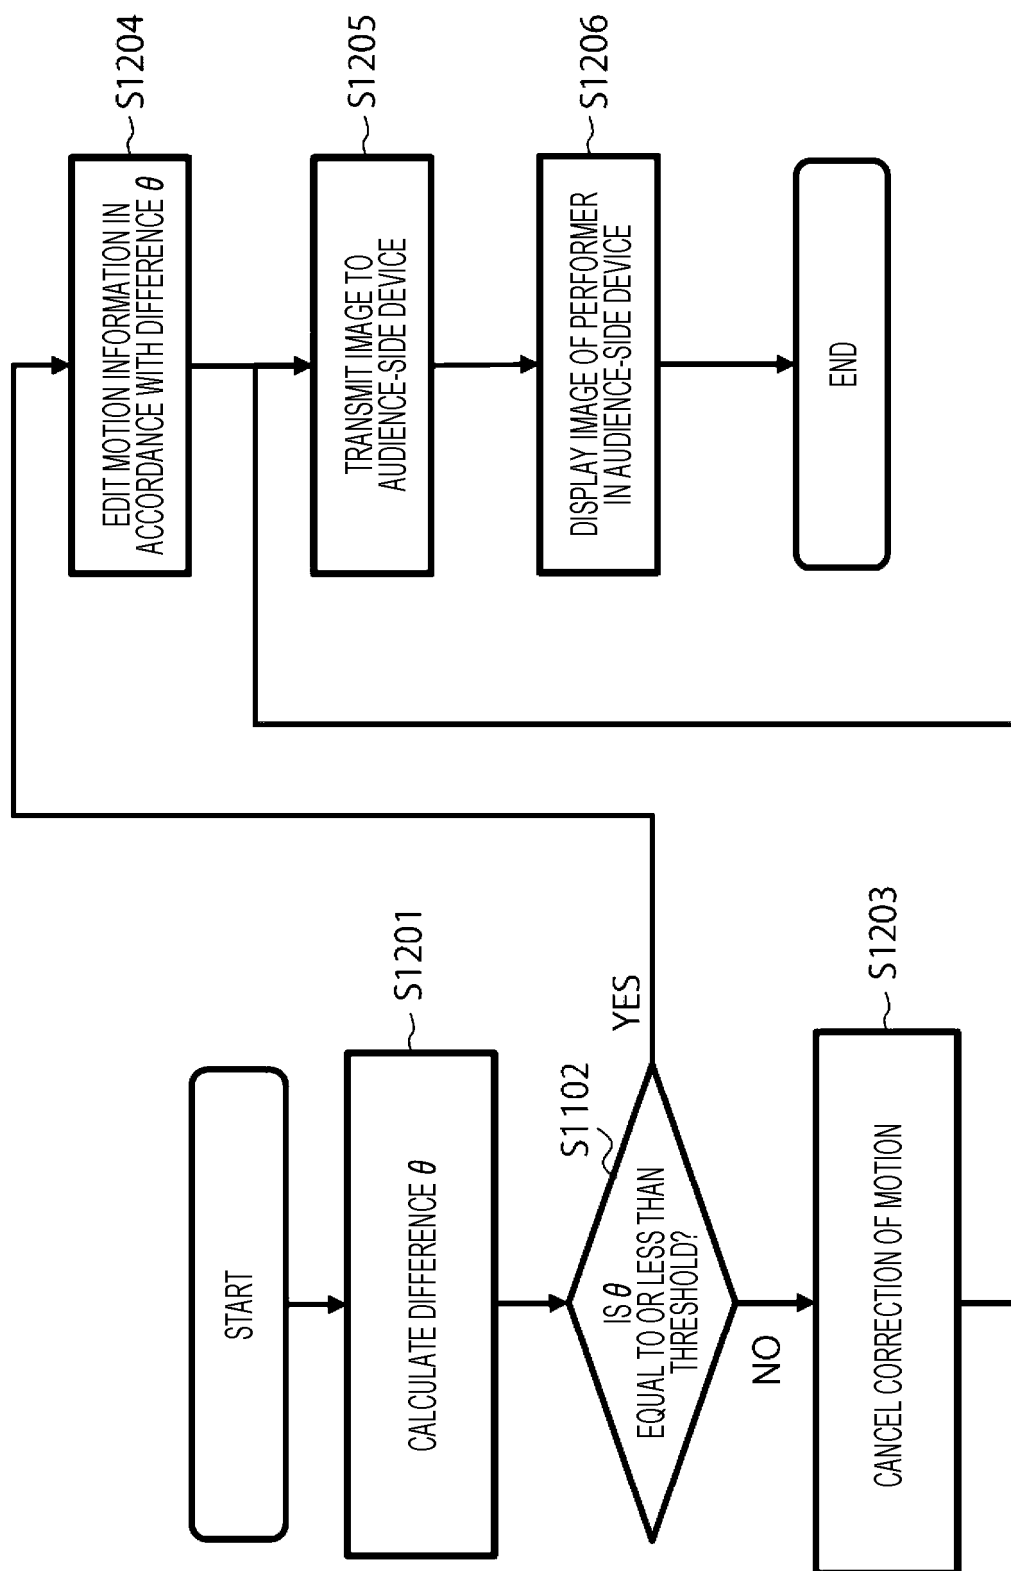 START
CALCULATE DIFFERENCE θ
S1201
IS θ
EQUAL TO OR LESS THAN
THRESHOLD?
S1102
YES
NO
CANCEL CORRECTION OF MOTION
S1203
EDIT MOTION INFORMATION IN
ACCORDANCE WITH DIFFERENCE θ
S1204
TRANSMIT IMAGE TO
AUDIENCE-SIDE DEVICE
S1205
DISPLAY IMAGE OF PERFORMER
IN AUDIENCE-SIDE DEVICE
S1206
END